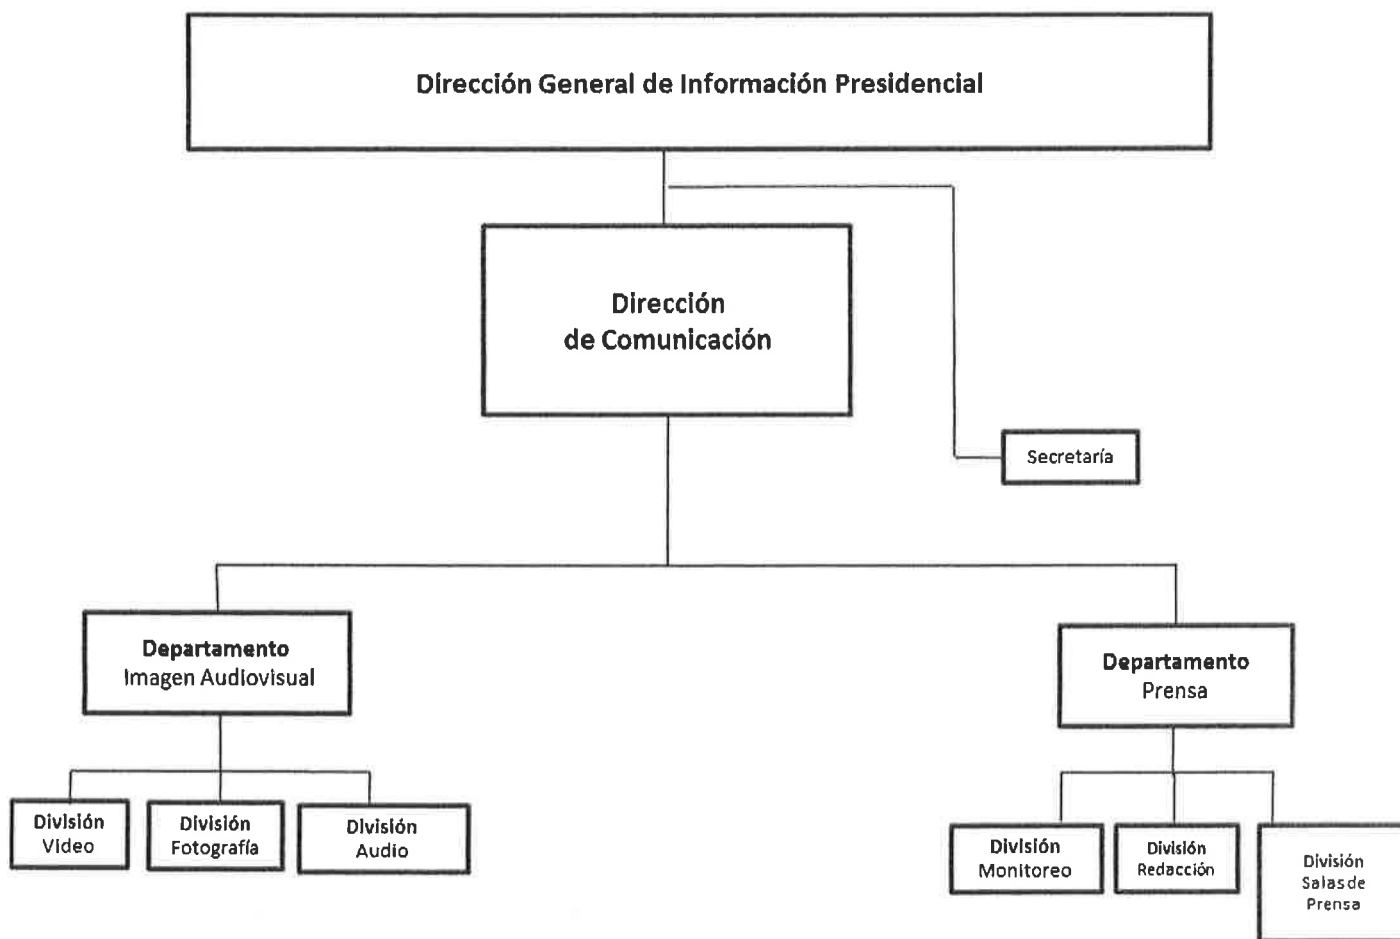 Dirección General de Información Presidencial
Dirección
de Comunicación
Secretaría
Departamento
Imagen Audiovisual
Departamento
Prensa
División
Video
División
Fotografía
División
Audio
División
Monitoreo
División
Redacción
División
Salas de
Prensa